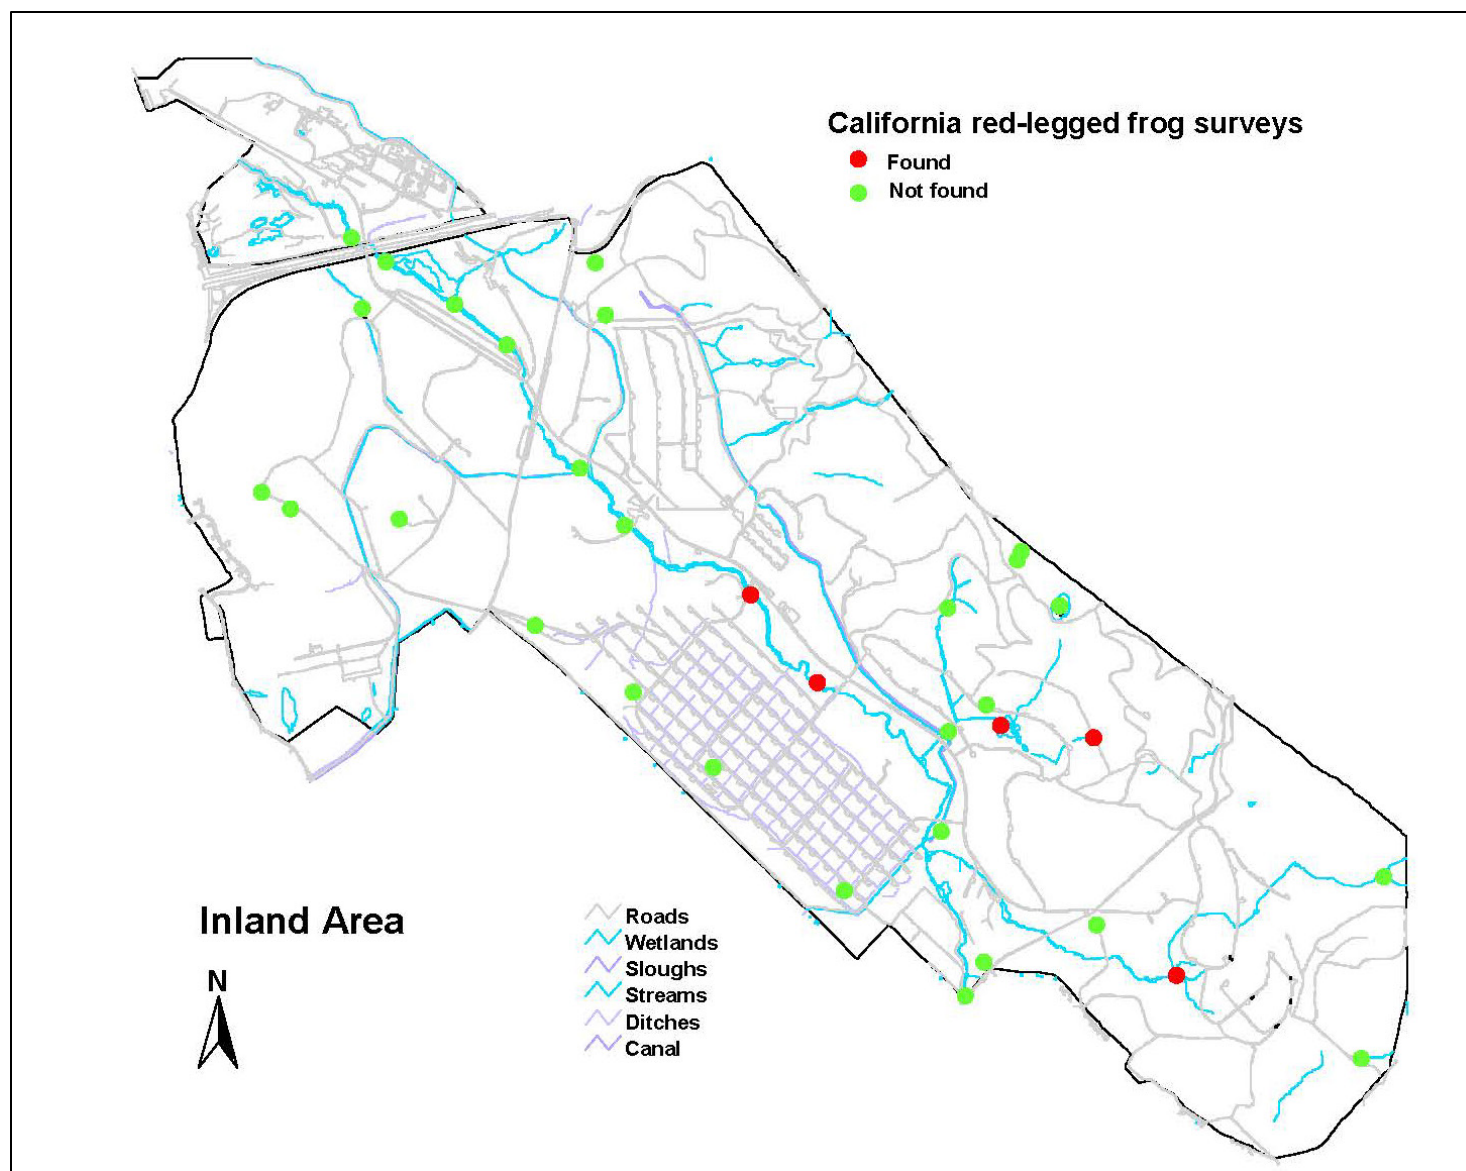 California red-legged frog surveys
Found
Not found
Inland Area
N
Roads
Wetlands
Sloughs
Streams
Ditches
Canal